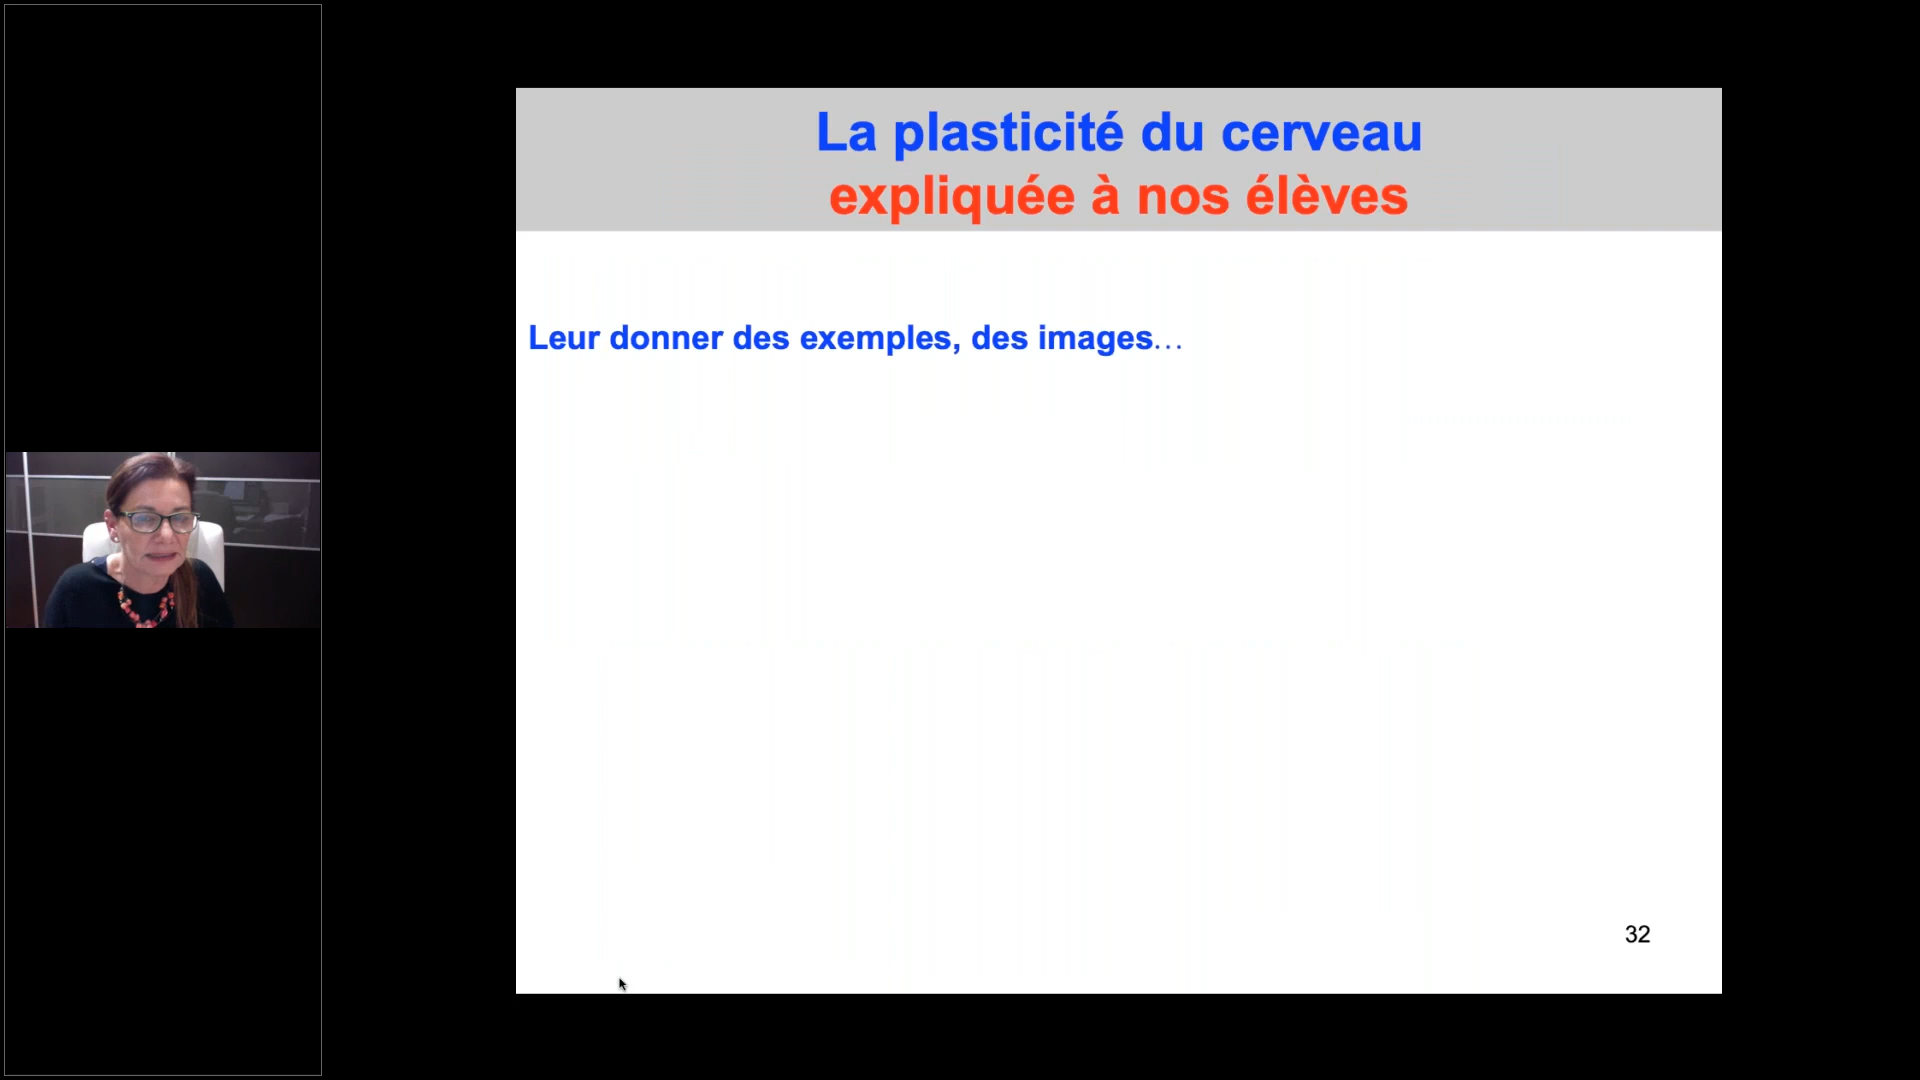 La plasticité du cerveau
expliquée à nos élèves
Leur donner des exemples, des images…
32